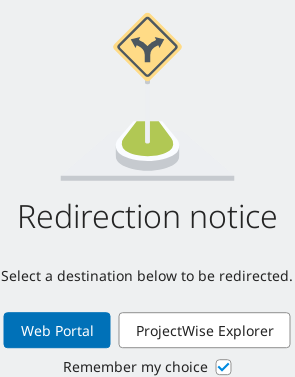 Redirection notice
Select a destination below to be redirected.
Web Portal
ProjectWise Explorer
Remember my choice